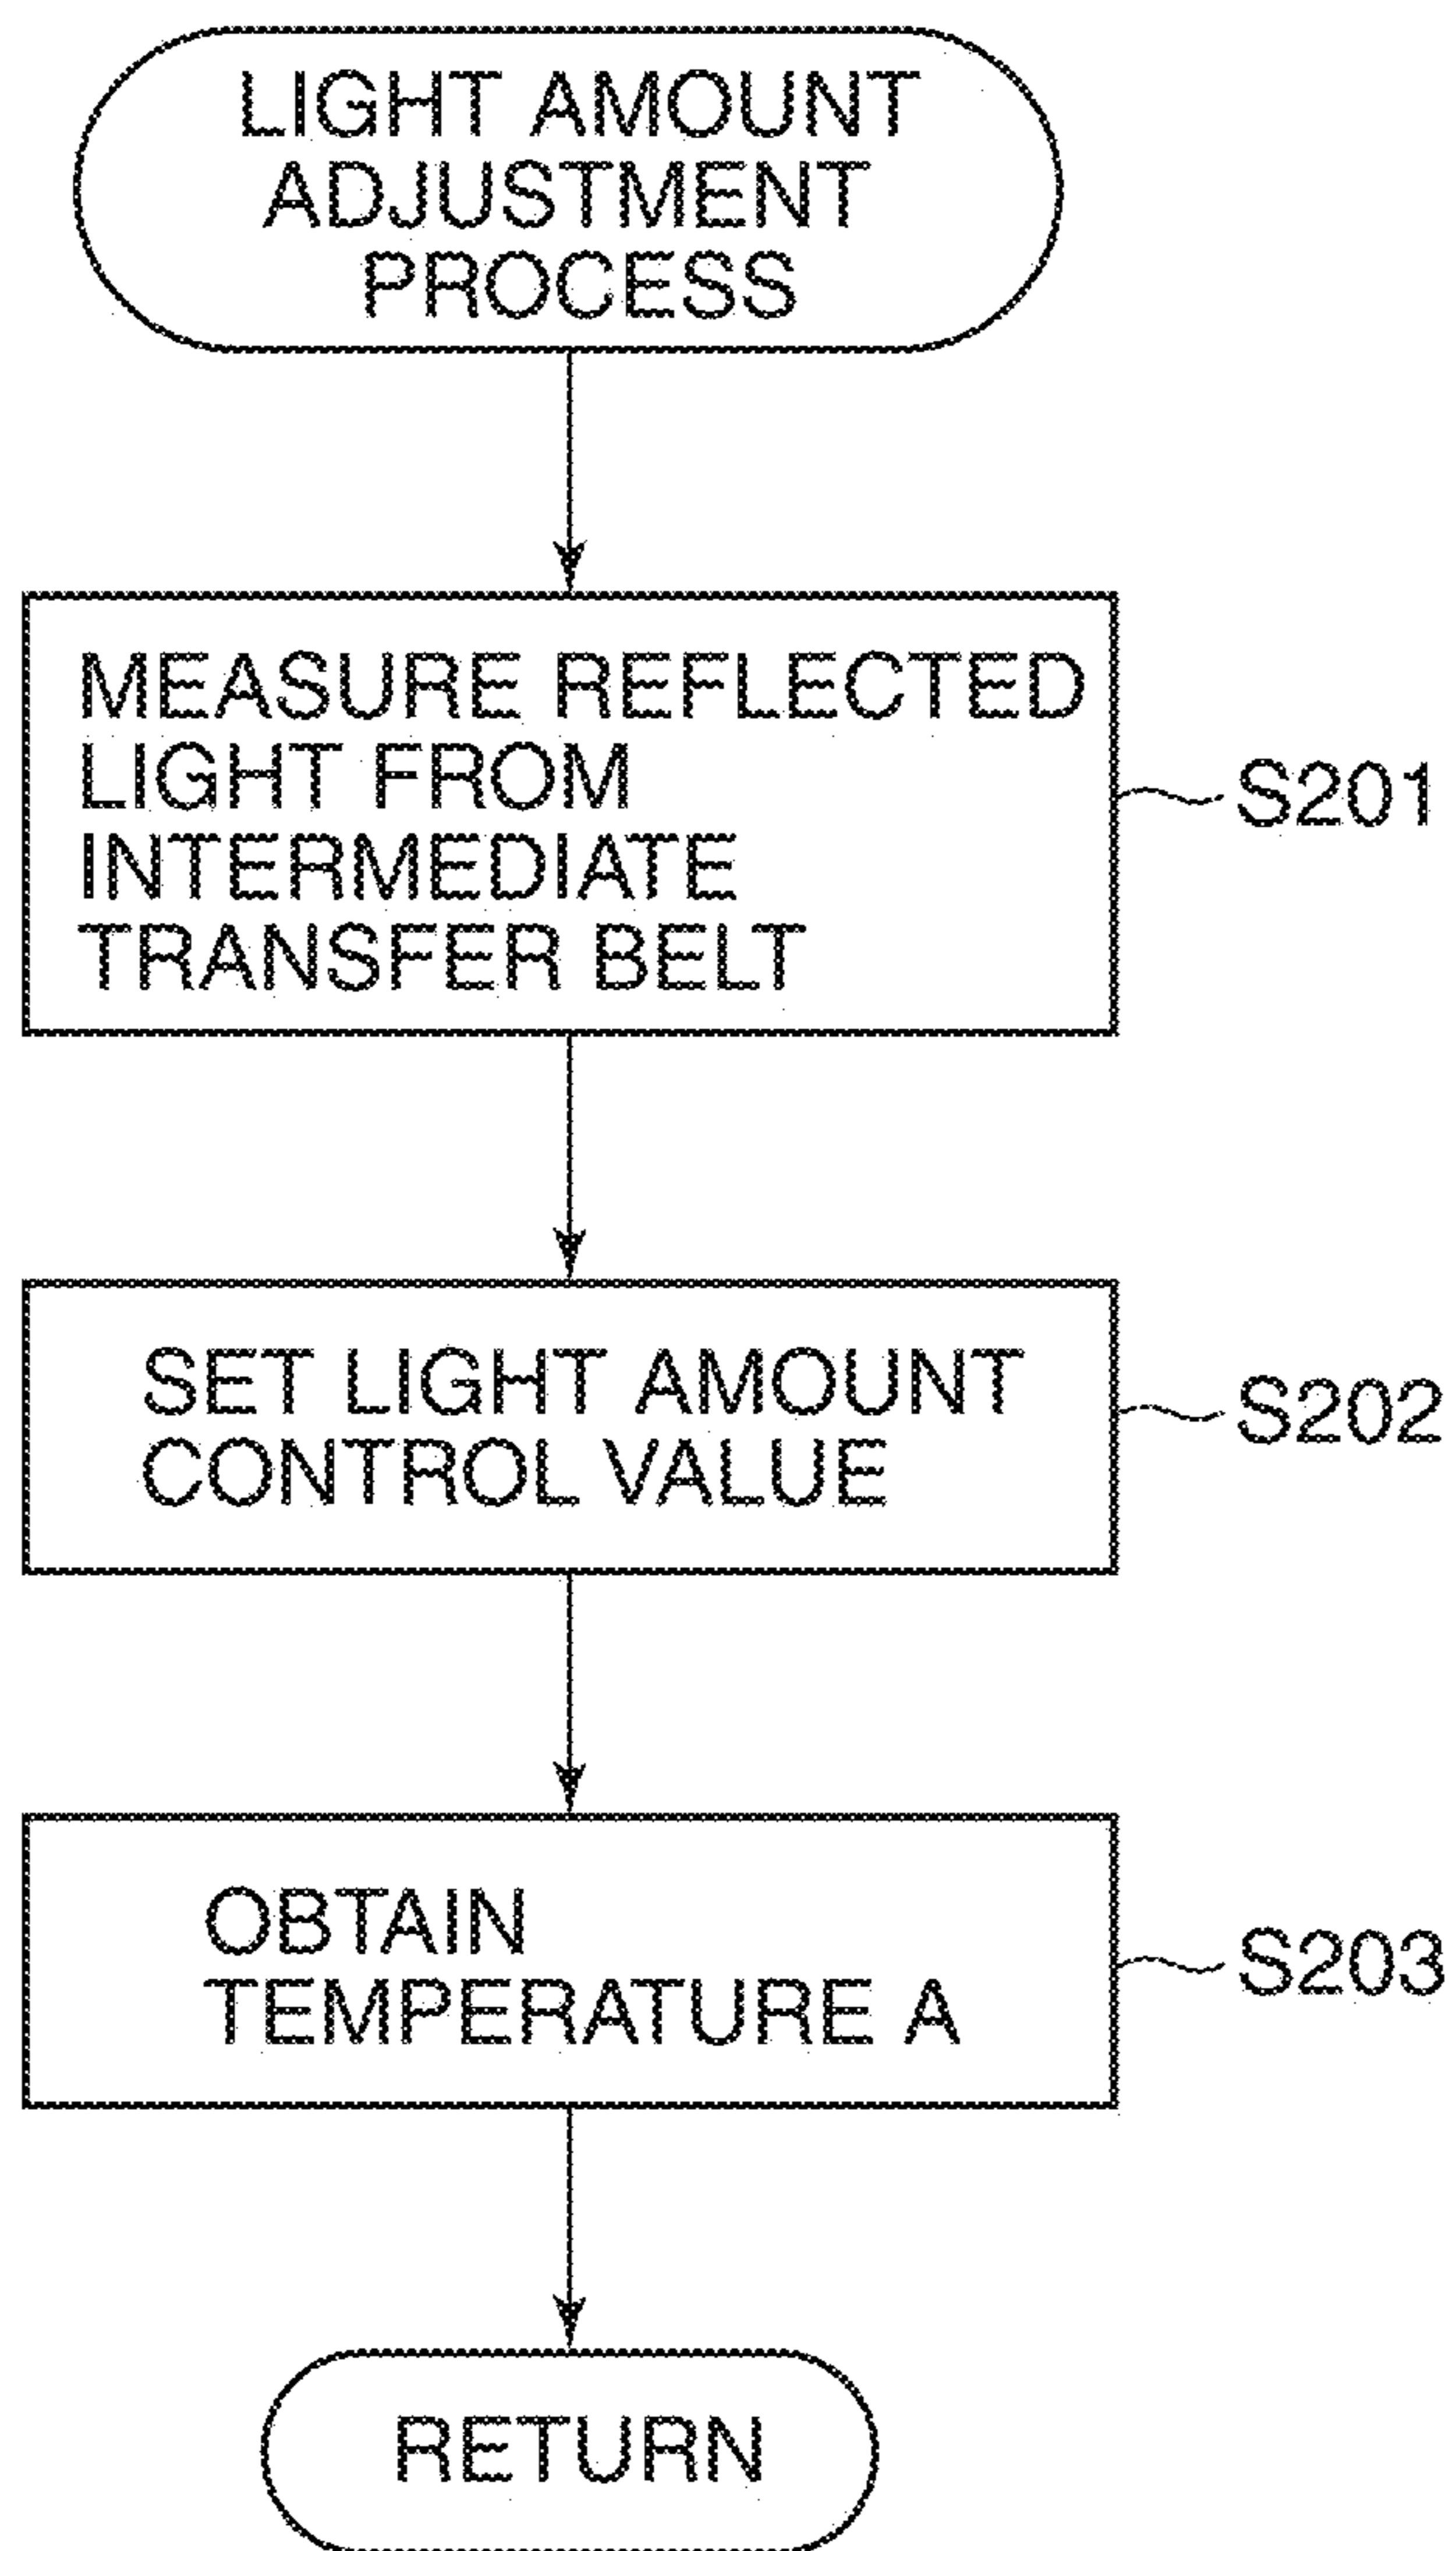 LIGHT AMOUNT
ADJUSTMENT
PROCESS
MEASURE REFLECTED
LIGHT FROM
INTERMEDIATE
TRANSFER BELT
S201
SET LIGHT AMOUNT
CONTROL VALUE
S202
OBTAIN
TEMPERATURE A
S203
RETURN